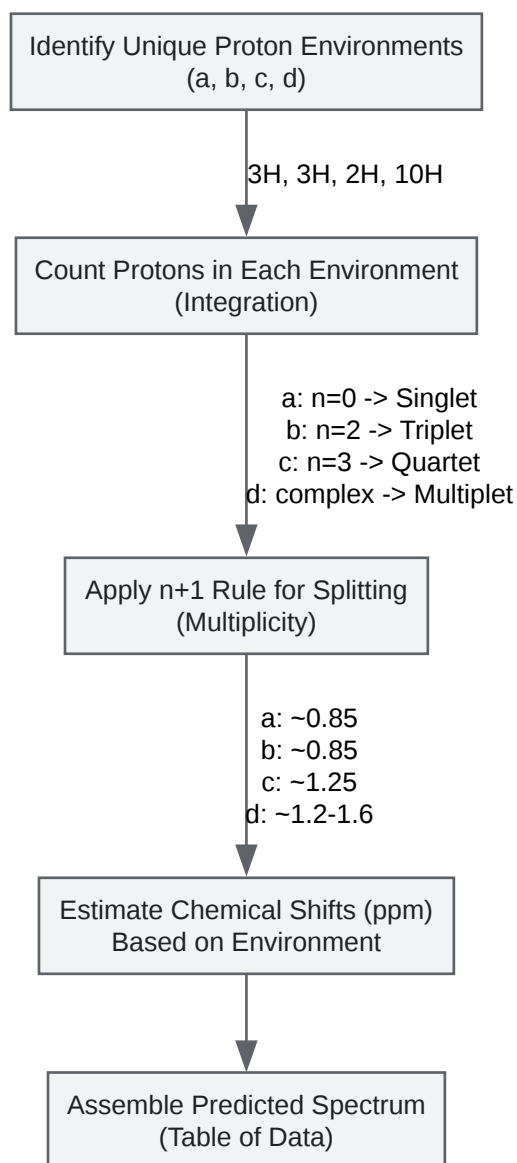 Identify Unique Proton Environments
(a, b, c, d)
3H, 3H, 2H, 10H
Count Protons in Each Environment
(Integration)
a: n=0 -> Singlet
b: n=2 -> Triplet
c: n=3 -> Quartet
d: complex -> Multiplet
Apply n+1 Rule for Splitting
(Multiplicity)
a: ~0.85
b: ~0.85
c: ~1.25
d: ~1.2-1.6
Estimate Chemical Shifts (ppm)
Based on Environment
Assemble Predicted Spectrum
(Table of Data)